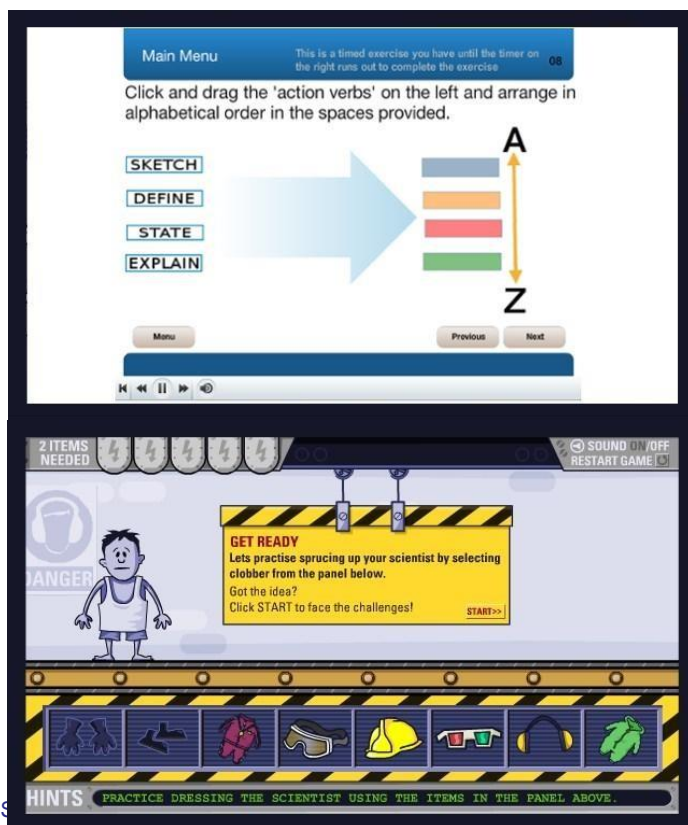 Main Menu
This is a timed exercise you have until the timer on
the right runs out to complete the exercise
08
Click and drag the 'action verbs' on the left and arrange in
alphabetical order in the spaces provided.
A
SKETCH
DEFINE
STATE
EXPLAIN
Z
Menu
Previous
Next
2 ITEMS
NEEDED
SOUND ON/OFF
RESTART GAME
DANGER
GET READY
Lets practise sprucing up your scientist by selecting
clobber from the panel below.
Got the idea?
Click START to face the challenges!
START>>
HINTS
PRACTICE DRESSING THE SCIENTIST USING THE ITEMS IN THE PANEL ABOVE.
S